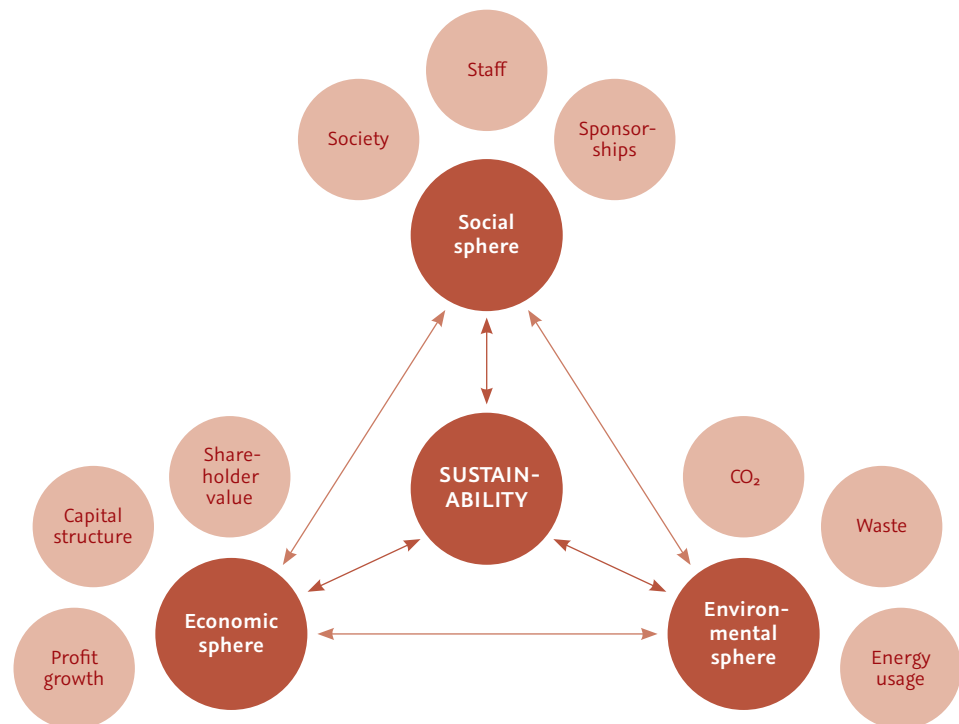 Staff
Society
Sponsor-
ships
Social
sphere
Share-
holder
value
Capital
structure
SUSTAIN-
ABILITY
CO₂
Waste
Economic
sphere
Environ-
mental
sphere
Profit
growth
Energy
usage